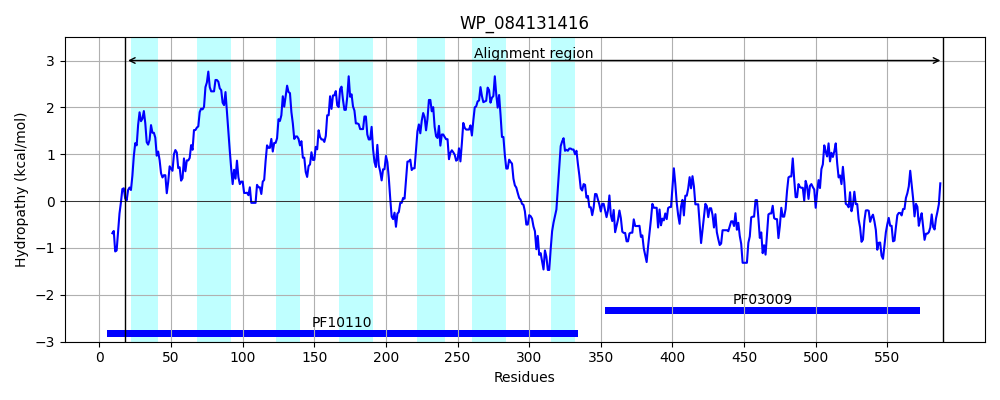 WP_084131416
Alignment region
Hydropathy (kcal/mol)
3
2
1
0
−1
−2
−3
PF03009
PF10110
0 50 100 150 200 250 300 350 400 450 500 550
Residues